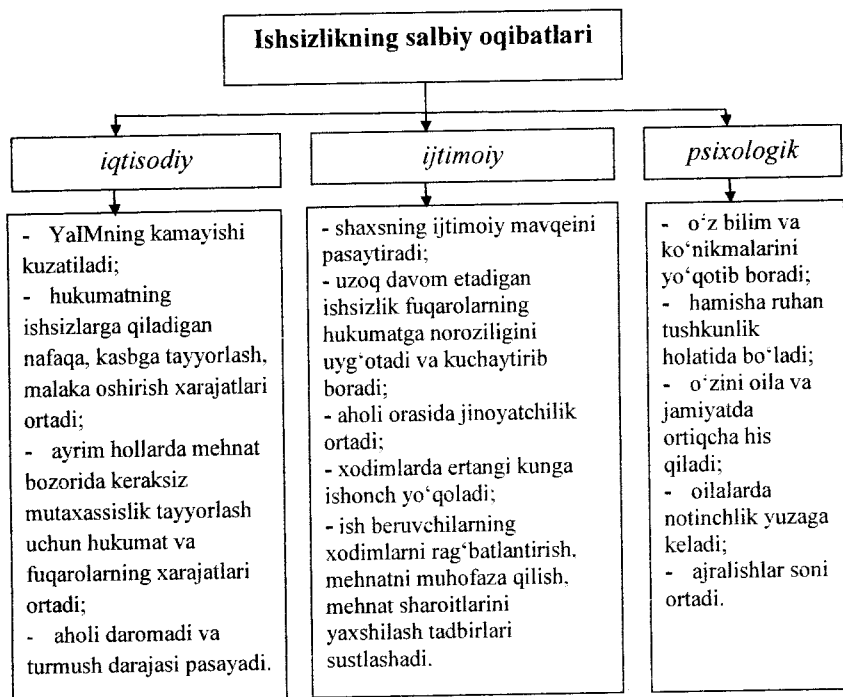 Ishsizlikning salbiy oqibatlari
iqtisodiy
- YaIMning kamayishi
kuzatiladi;
- hukumatning
ishsizlarga qiladigan
nafaqa, kasbga tayyorlash,
malaka oshirish xarajatlari
ortadi;
- ayrim hollarda mehnat
bozorida keraksiz
mutaxassislik tayyorlash
uchun hukumat va
fuqarolarning xarajatlari
ortadi;
- aholi daromadi va
turmush darajasi pasayadi.
ijtimoiy
- shaxsning ijtimoiy mavqeini
pasaytiradi;
- uzoq davom etadigan
ishsizlik fuqarolarning
hukumatga noroziligini
uyg‘otadi va kuchaytirib
boradi;
- aholi orasida jinoyatchilik
ortadi;
- xodimlarda ertangi kunga
ishonch yo‘qoladi;
- ish beruvchilarning
xodimlarni rag‘batlantirish,
mehnatni muhofaza qilish,
mehnat sharoitlarini
yaxshilash tadbirlari
sustlashadi.
psixologik
- o‘z bilim va
ko‘nikmalarini
yo‘qotib boradi;
- hamisha ruhan
tushkunlik
holatida bo‘ladi;
- o‘zini oila va
jamiyatda
ortiqcha his
qiladi;
- oilalarda
notinchlik yuzaga
keladi;
- ajralishlar soni
ortadi.